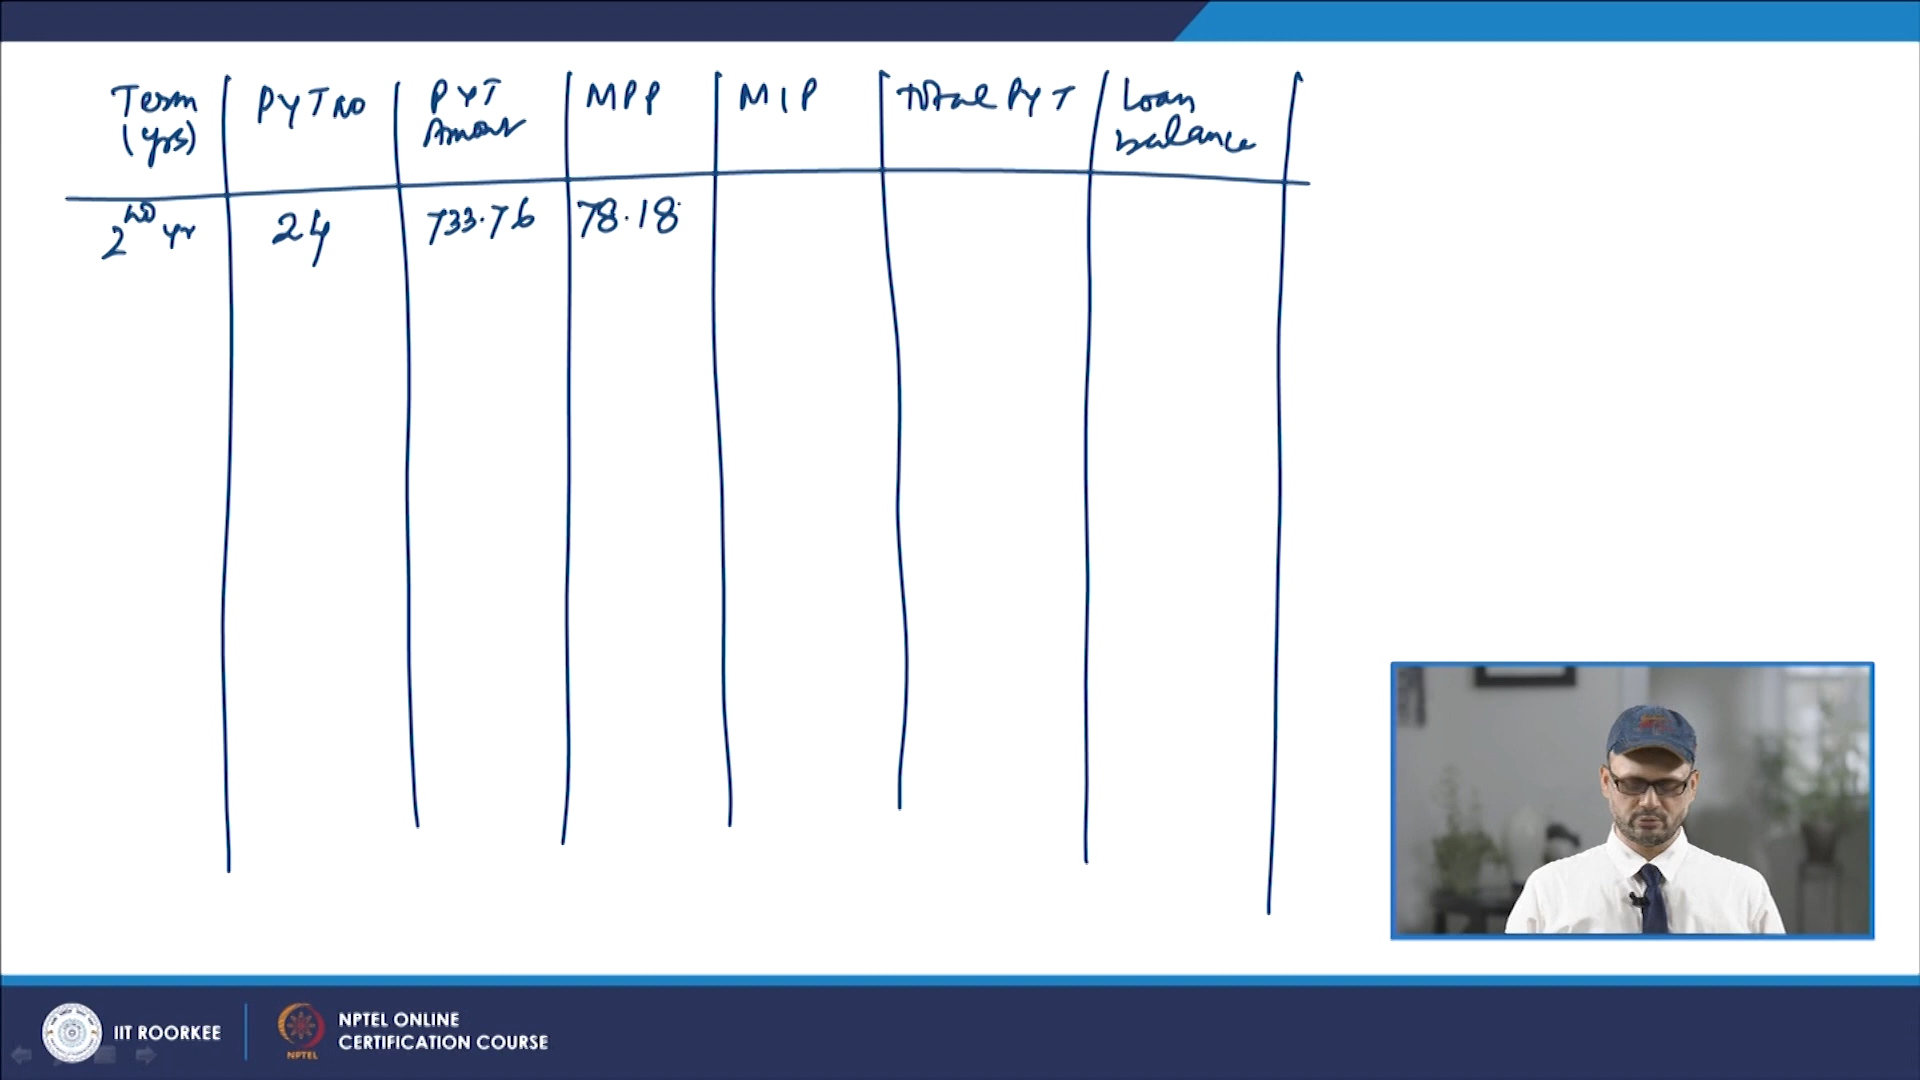 Term (yrs) PYT NO PYT Amount MPP MIP Total PYT Loan balance
2ND yr 24 733.76 78.18
IIT ROORKEE
NPTEL
NPTEL ONLINE
CERTIFICATION COURSE